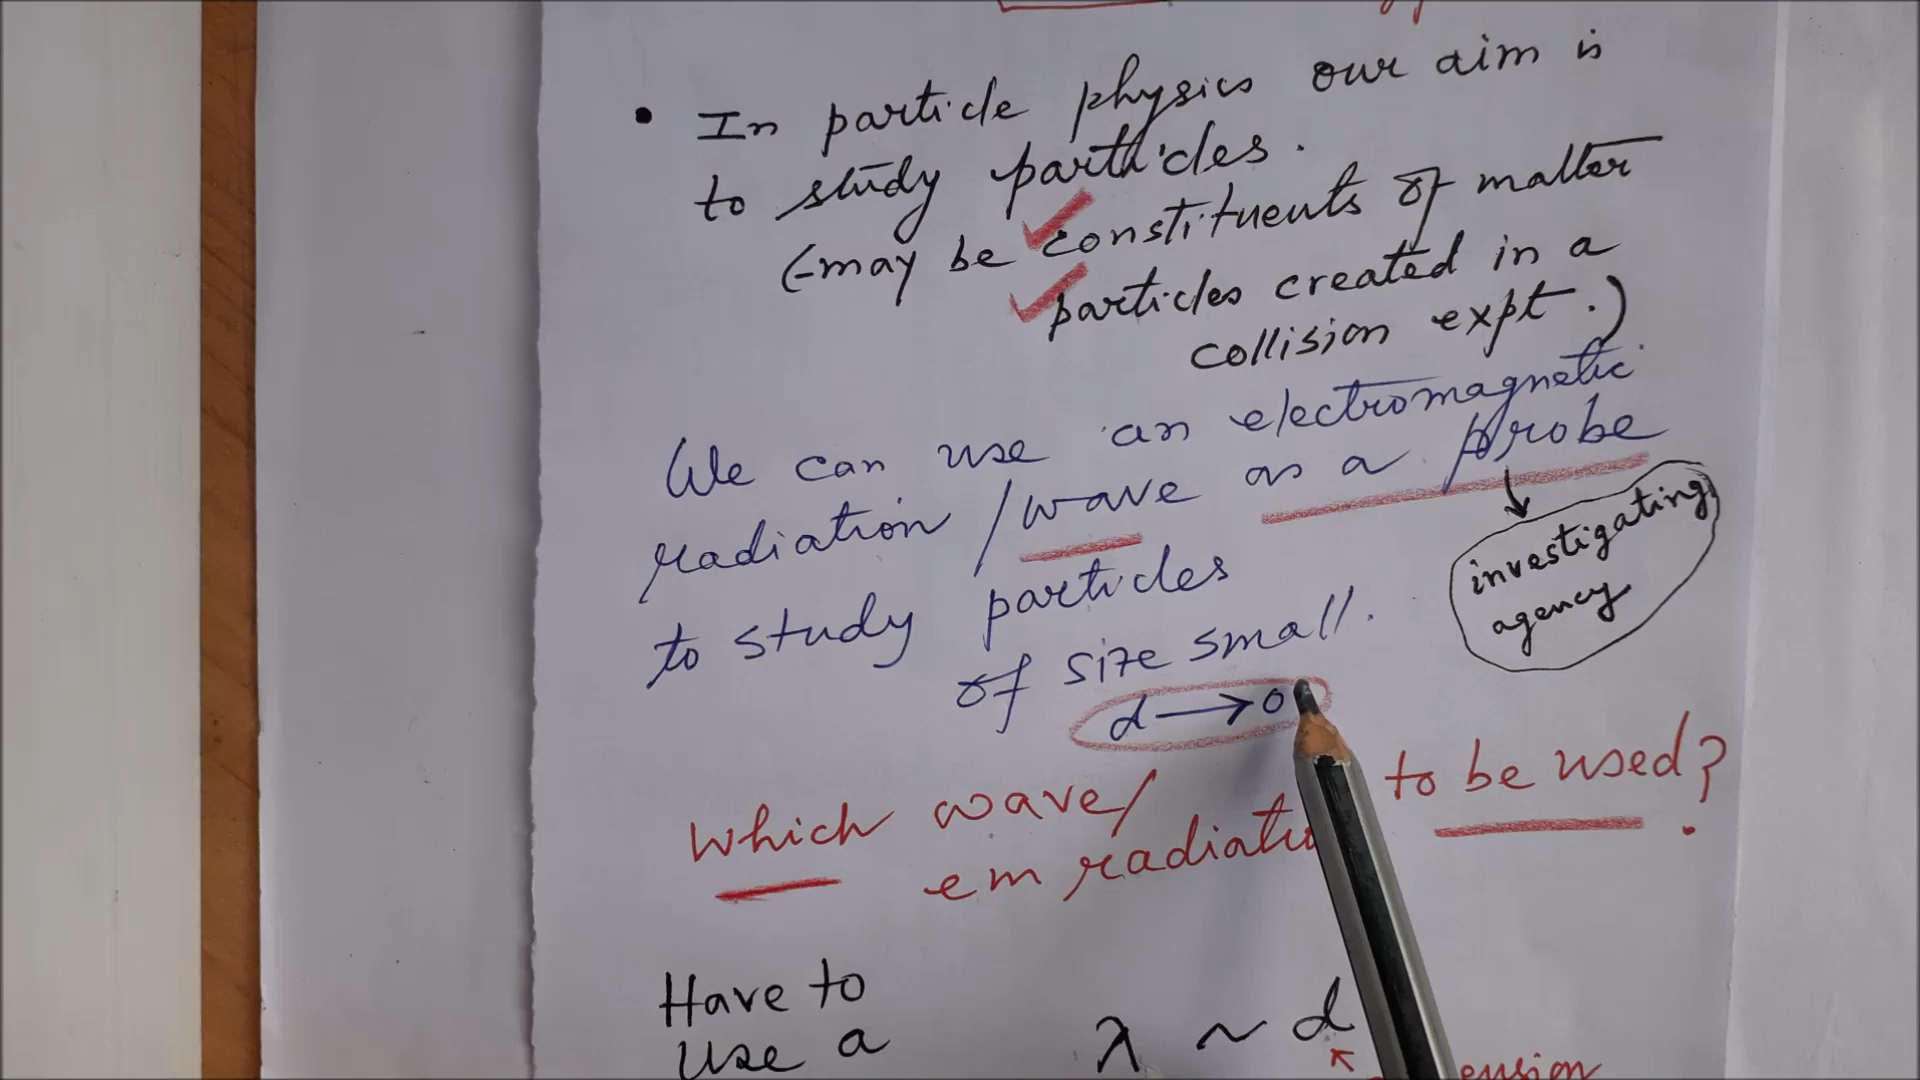 • In particle physics our aim is
to study particles.
(may be constituents of matter
particles created in a
collision expt.)
We can use an electromagnetic
radiation / wave as a probe
investigating
agency
to study particles
of size small.
d → 0
Which wave/
em radiatio to be used?
Have to
Use a λ ~ d